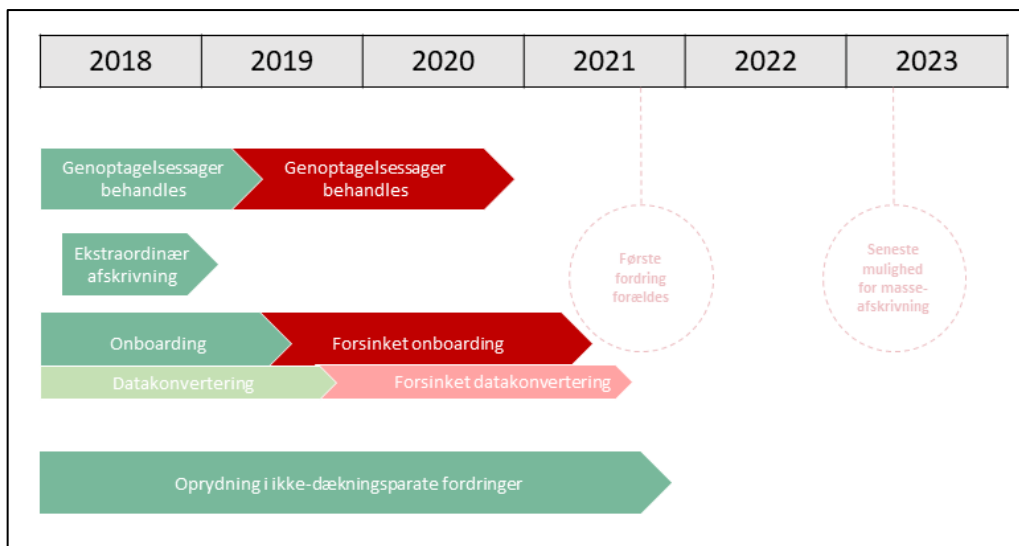 2018 2019 2020 2021 2022 2023
Genoptagelsessager
behandles
Genoptagelsessager
behandles
Ekstraordinær
afskrivning
Første
fordring
forældes
Seneste
mulighed
for masse-
afskrivning
Onboarding
Forsinket onboarding
Datakonvertering
Forsinket datakonvertering
Oprydning i ikke-dækningsparate fordringer